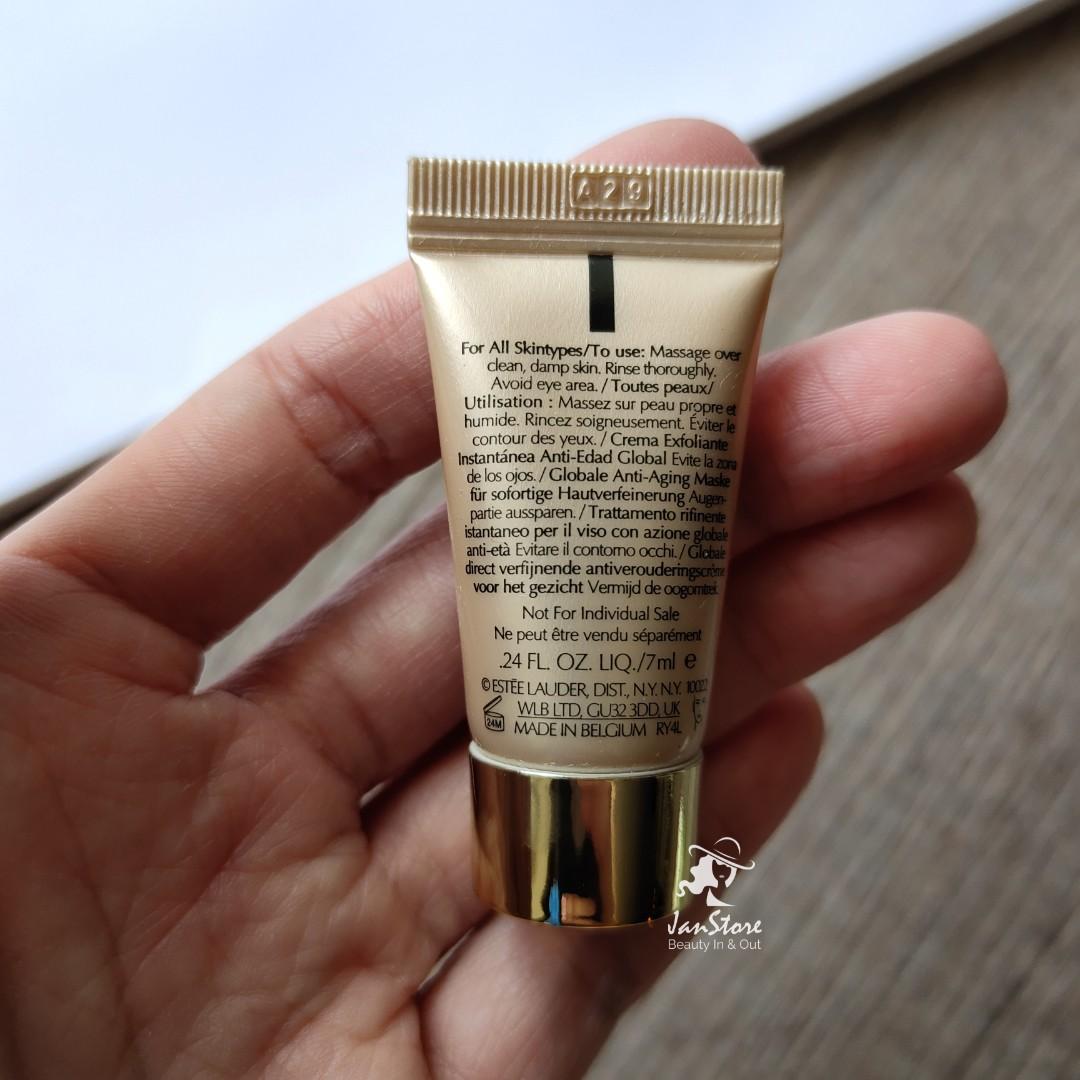 A29
For All Skintypes/To use: Massage over
clean, damp skin. Rinse thoroughly.
Avoid eye area. / Toutes peaux/
Utilisation : Massez sur peau propre et
humide. Rincez soigneusement. Éviter le
contour des yeux. / Crema Exfoliante
Instantánea Anti-Edad Global Evite la zona
de los ojos. / Globale Anti-Aging Maske
für sofortige Hautverfeinerung Augen-
partie aussparen. / Trattamento rifinente
istantaneo per il viso con azione globale
anti-età Evitare il contorno occhi. / Globale
direct verfijnende antiverouderingscrème
voor het gezicht Vermijd de oogomtrek.
Not For Individual Sale
Ne peut être vendu séparément
.24 FL. OZ. LIQ./7ml ℮
© ESTĒE LAUDER, DIST., N.Y. N.Y. 10022
WLB LTD, GU32 3DD, UK
24M MADE IN BELGIUM RY4L
JanStore
Beauty In & Out